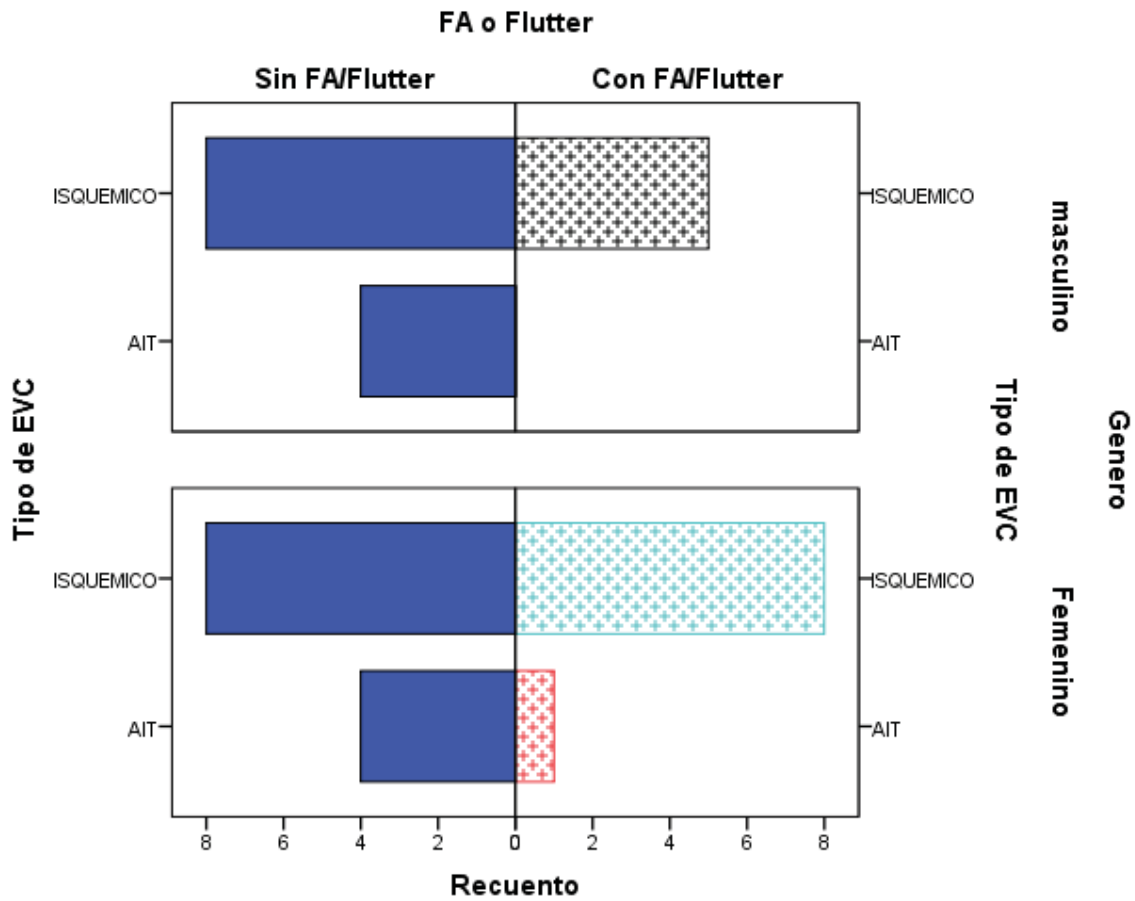 FA o Flutter
Sin FA/Flutter Con FA/Flutter
ISQUEMICO ISQUEMICO
AIT AIT
masculino
Tipo de EVC
Tipo de EVC
Genero
ISQUEMICO ISQUEMICO
AIT AIT
Femenino
8 6 4 2 0 2 4 6 8
Recuento